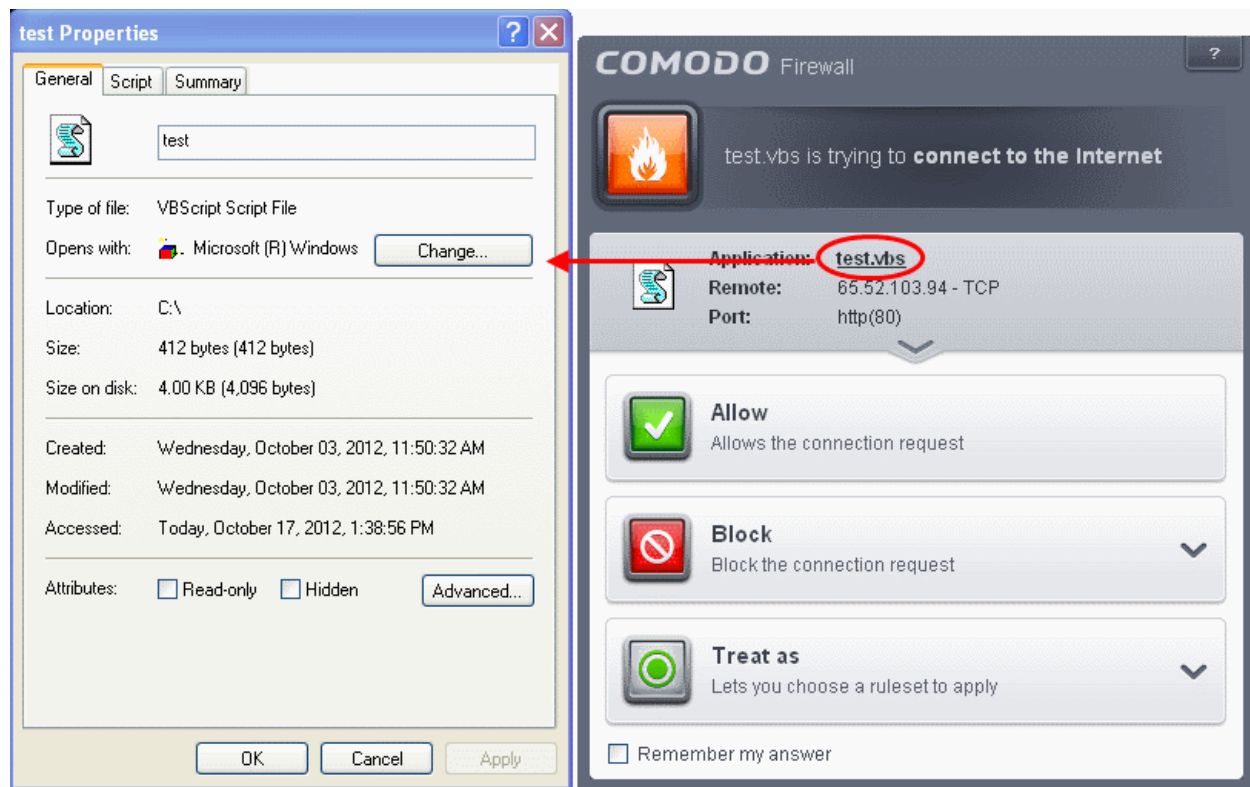 test Properties
?
General Script Summary
test
Type of file: VBScript Script File
Opens with: Microsoft (R) Windows Change...
Location: C:\
Size: 412 bytes (412 bytes)
Size on disk: 4.00 KB (4,096 bytes)
Created: Wednesday, October 03, 2012, 11:50:32 AM
Modified: Wednesday, October 03, 2012, 11:50:32 AM
Accessed: Today, October 17, 2012, 1:38:56 PM
Attributes: Read-only Hidden Advanced...
OK Cancel Apply
COMODO Firewall
?
test.vbs is trying to connect to the Internet
Application: test.vbs
Remote: 65.52.103.94 - TCP
Port: http(80)
Allow
Allows the connection request
Block
Block the connection request
Treat as
Lets you choose a ruleset to apply
Remember my answer